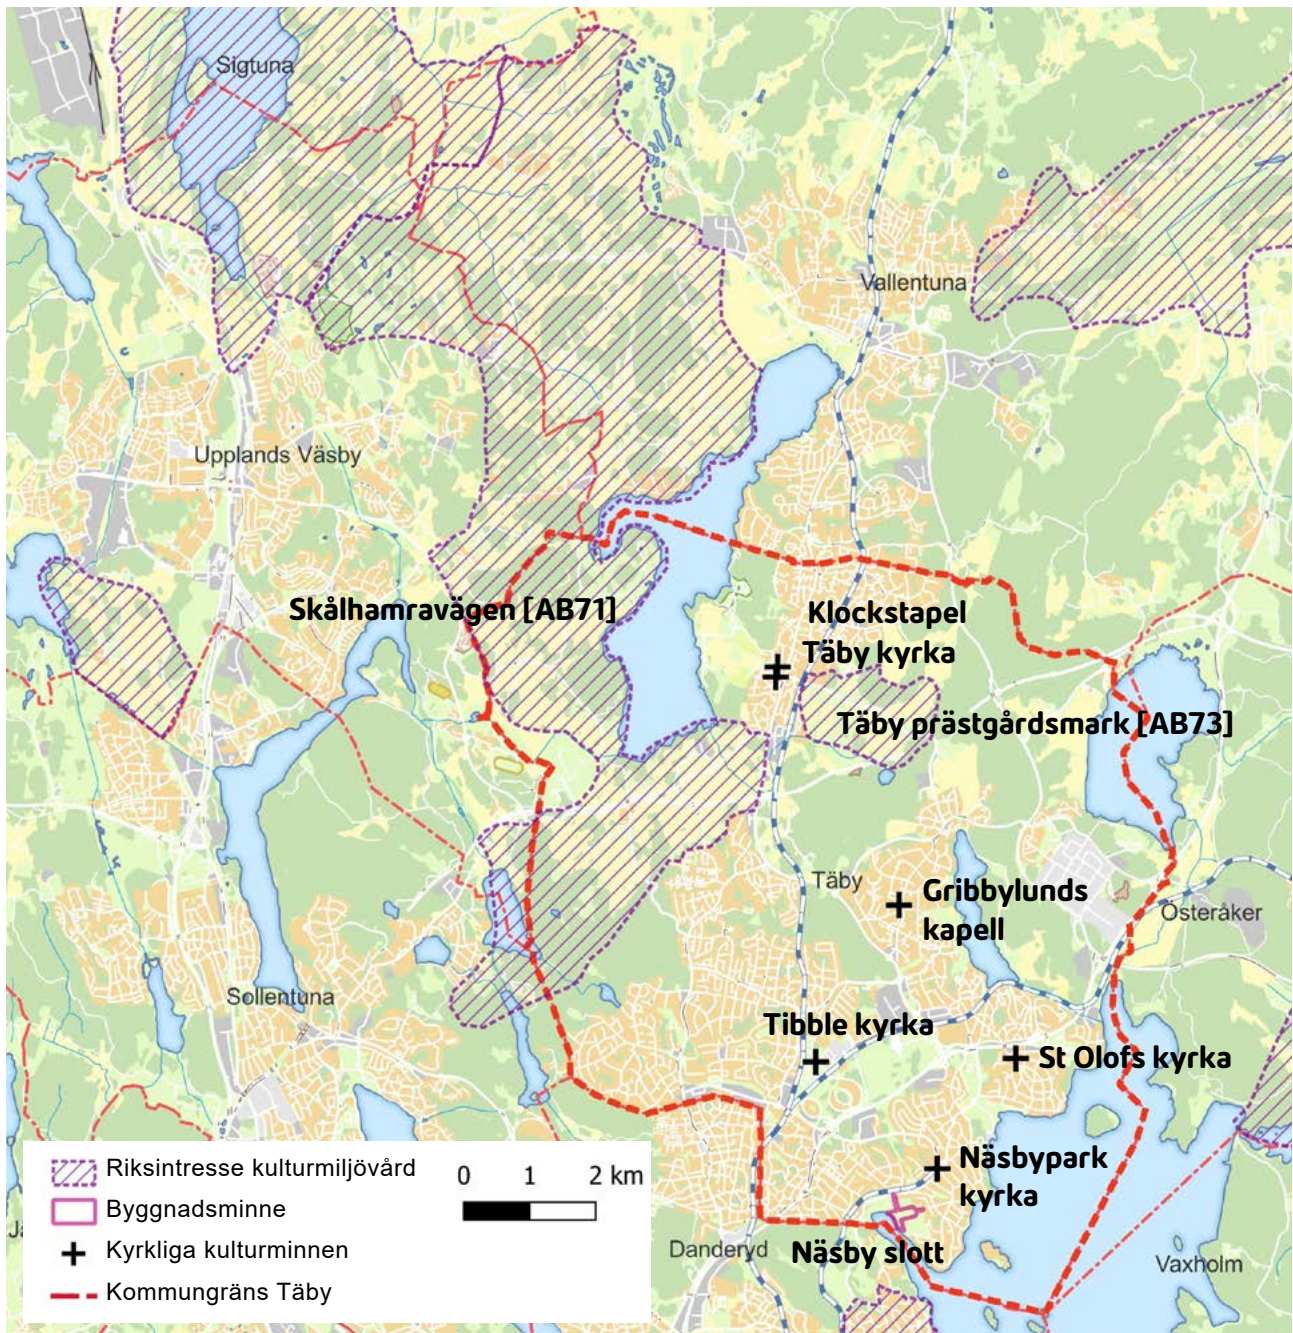 Sigtuna
Vallentuna
Upplands Väsby
Skålhamravägen [AB71]
Klockstapel
Täby kyrka
Täby prästgårdsmark [AB73]
Täby
Gribbylunds
kapell
Österåker
Sollentuna
Tibble kyrka
St Olofs kyrka
Näsbypark
kyrka
Danderyd
Näsby slott
Vaxholm
Riksintresse kulturmiljövård
Byggnadsminne
Kyrkliga kulturminnen
Kommungräns Täby
0 1 2 km